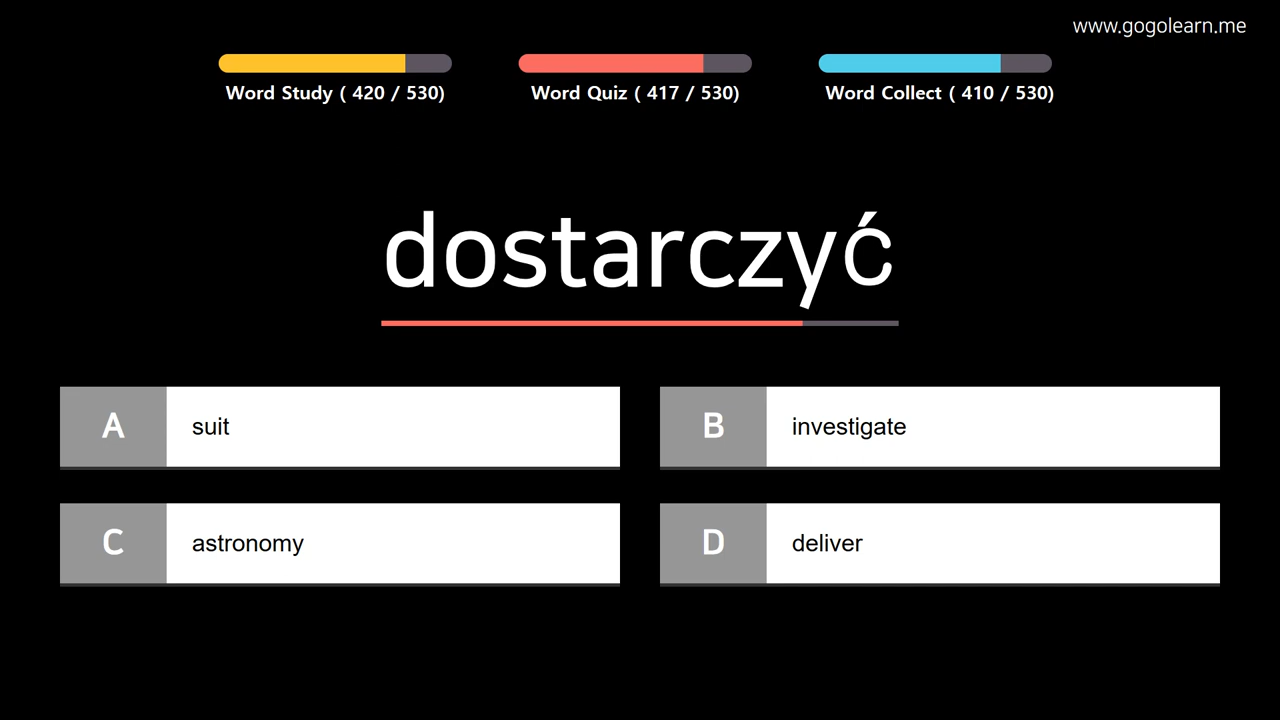 www.gogolearn.me
Word Study ( 420 / 530)
Word Quiz ( 417 / 530)
Word Collect ( 410 / 530)
dostarczyć
A suit
B investigate
C astronomy
D deliver